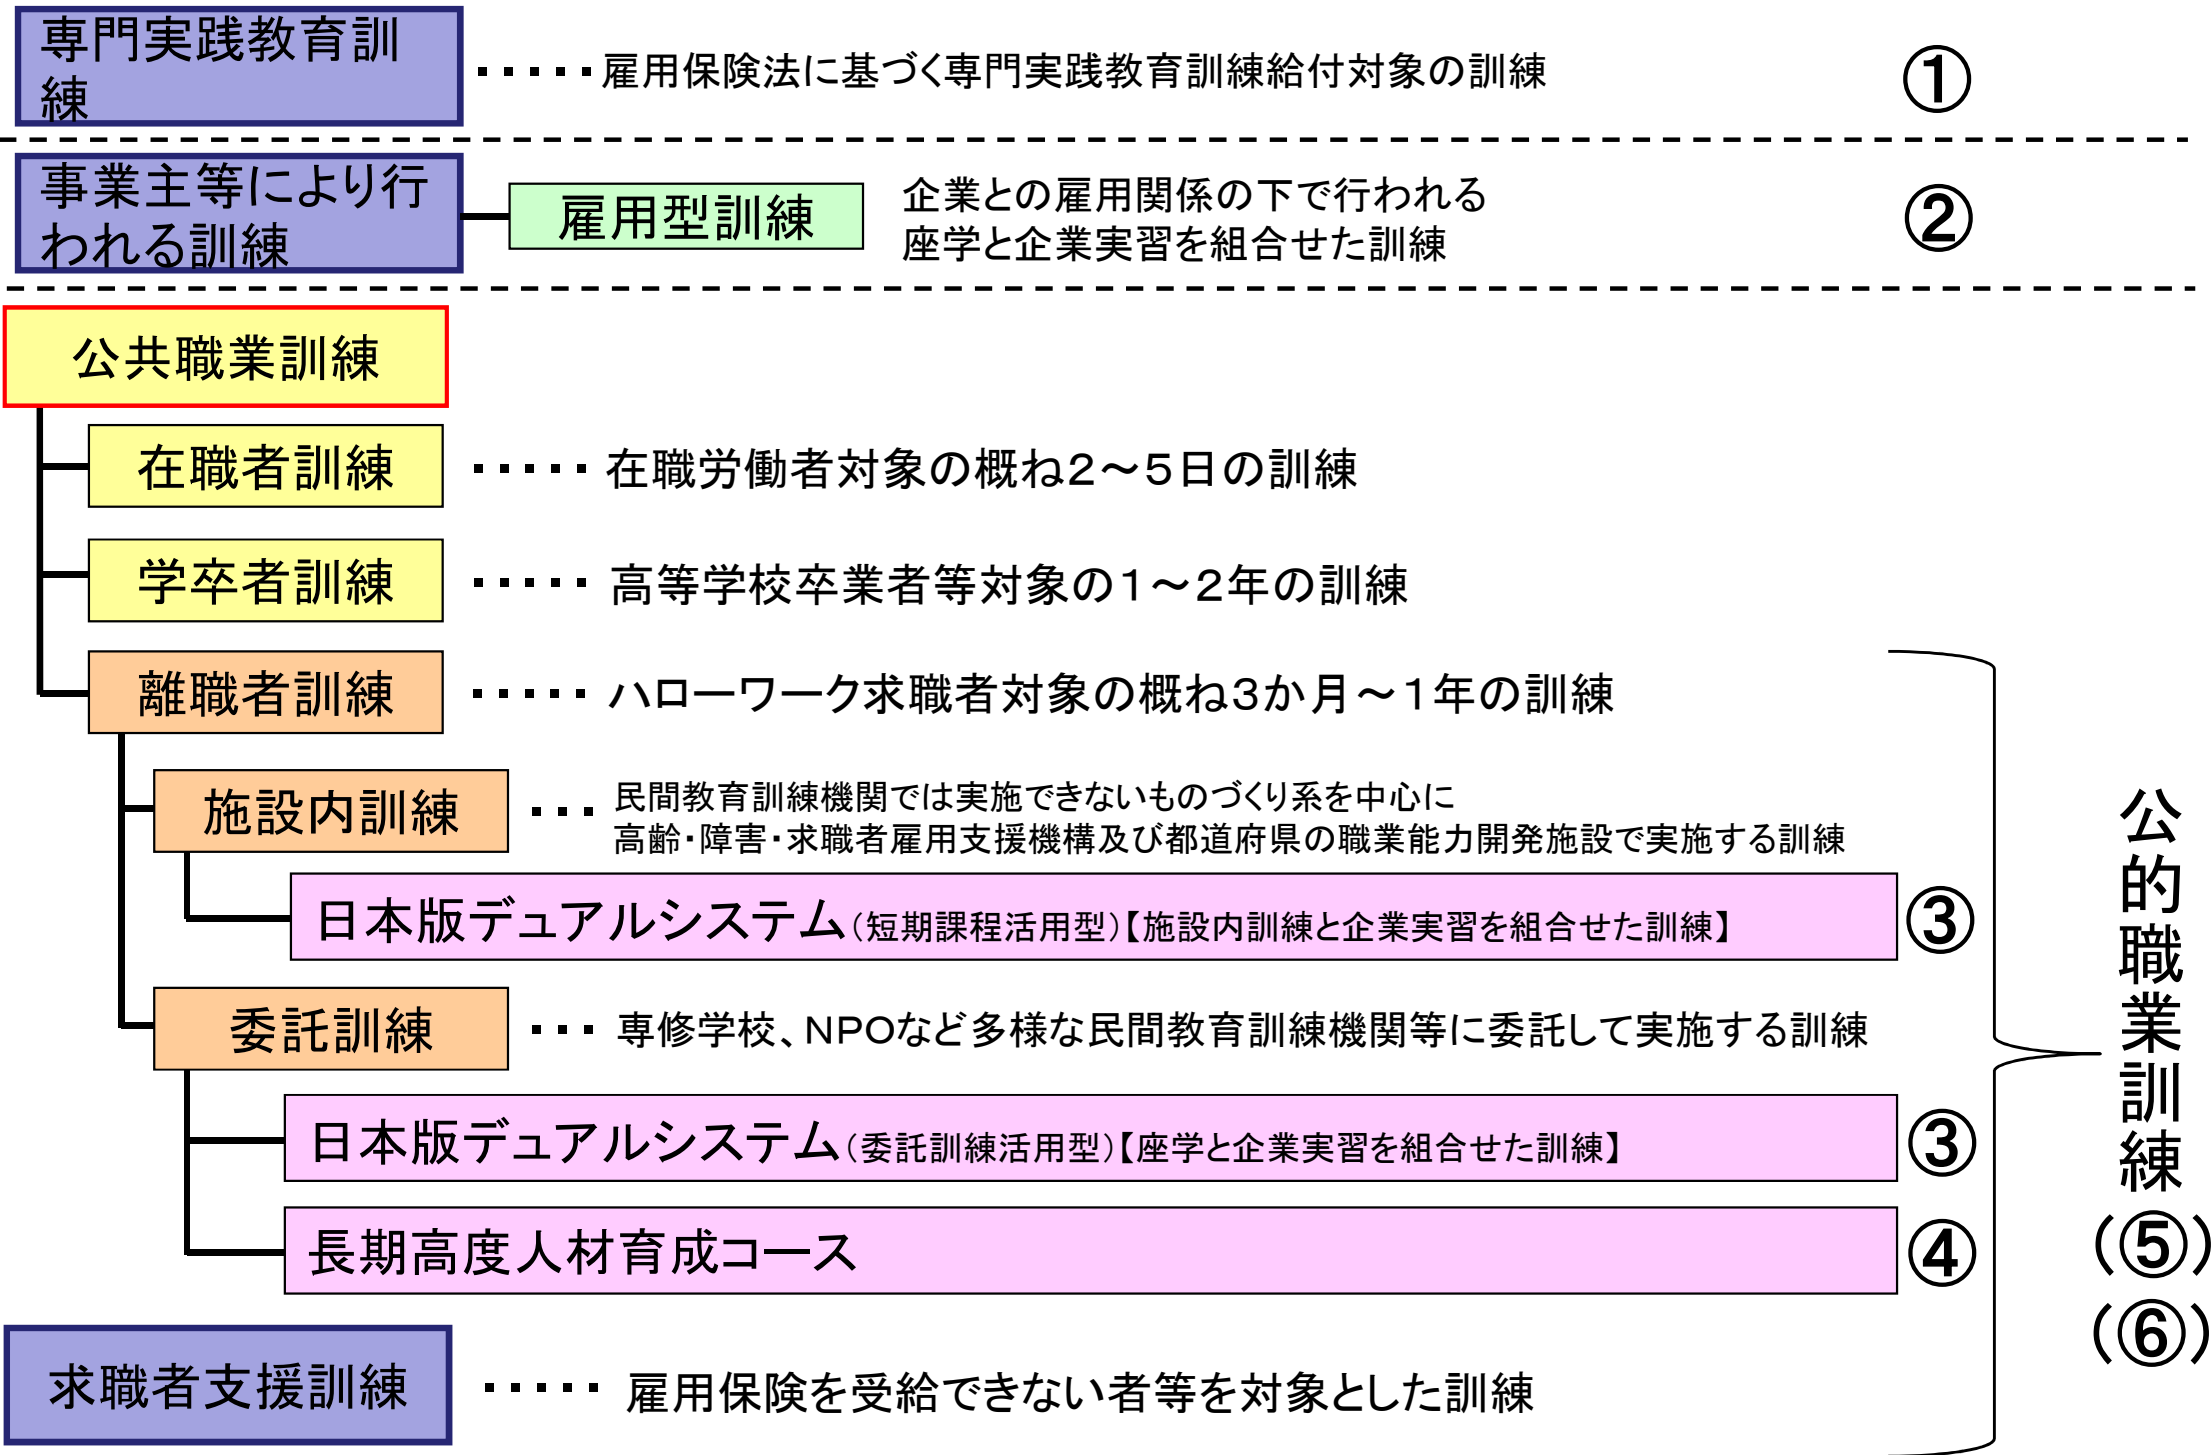 専門実践教育訓
練
・・・・・雇用保険法に基づく専門実践教育訓練給付対象の訓練
①
事業主等により行
われる訓練
雇用型訓練
企業との雇用関係の下で行われる
座学と企業実習を組合せた訓練
②
公共職業訓練
在職者訓練
・・・・・ 在職労働者対象の概ね２～５日の訓練
学卒者訓練
・・・・・ 高等学校卒業者等対象の１～２年の訓練
離職者訓練
・・・・・ ハローワーク求職者対象の概ね３か月～１年の訓練
施設内訓練
・・・ 民間教育訓練機関では実施できないものづくり系を中心に
高齢・障害・求職者雇用支援機構及び都道府県の職業能力開発施設で実施する訓練
日本版デュアルシステム（短期課程活用型）【施設内訓練と企業実習を組合せた訓練】
③
委託訓練
・・・ 専修学校、ＮＰＯなど多様な民間教育訓練機関等に委託して実施する訓練
日本版デュアルシステム（委託訓練活用型）【座学と企業実習を組合せた訓練】
③
長期高度人材育成コース
④
求職者支援訓練
・・・・・ 雇用保険を受給できない者等を対象とした訓練
公的職業訓練
（⑤）
（⑥）